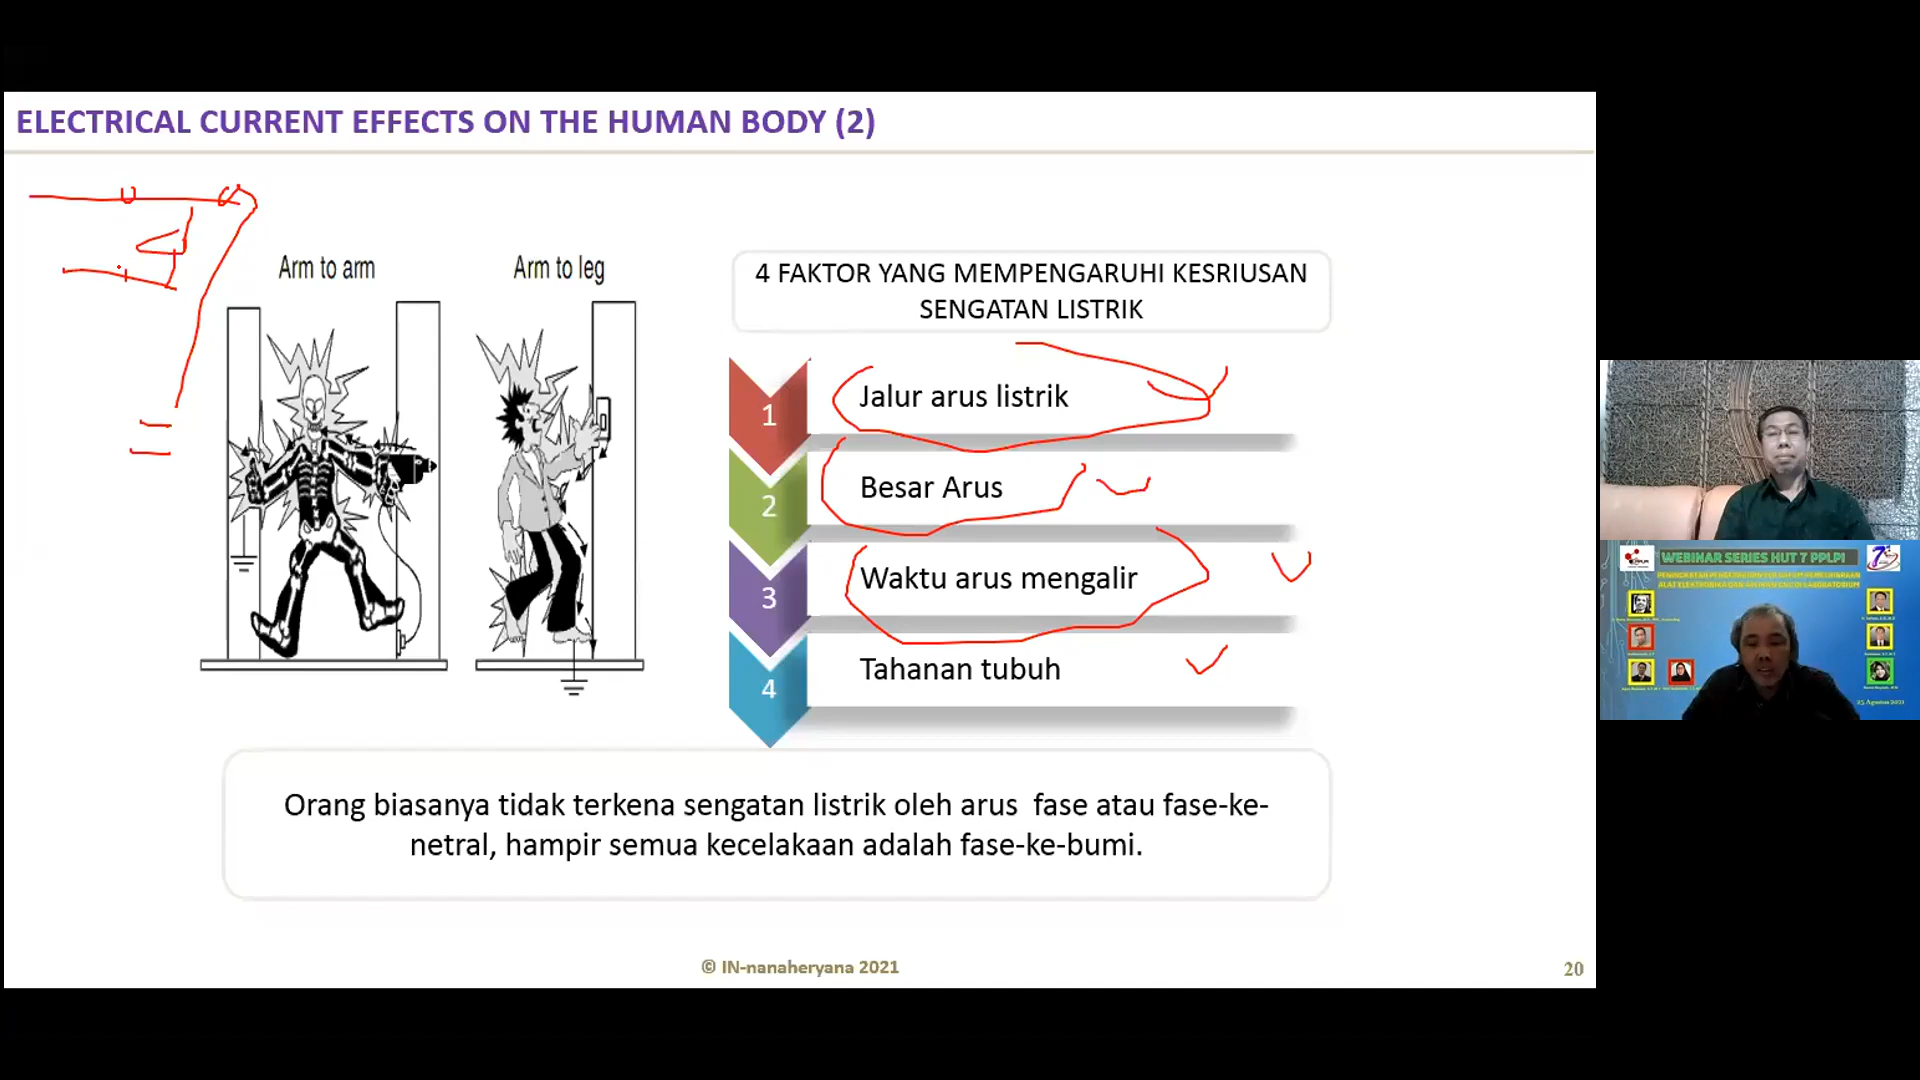 ELECTRICAL CURRENT EFFECTS ON THE HUMAN BODY (2)
Arm to arm
Arm to leg
4 FAKTOR YANG MEMPENGARUHI KESRIUSAN
SENGATAN LISTRIK
1
Jalur arus listrik
2
Besar Arus
3
Waktu arus mengalir
4
Tahanan tubuh
Orang biasanya tidak terkena sengatan listrik oleh arus fase atau fase-ke-
netral, hampir semua kecelakaan adalah fase-ke-bumi.
© IN-nanaheryana 2021
20
WEBINAR SERIES HUT 7 PPLPI
25 Agustus 2021